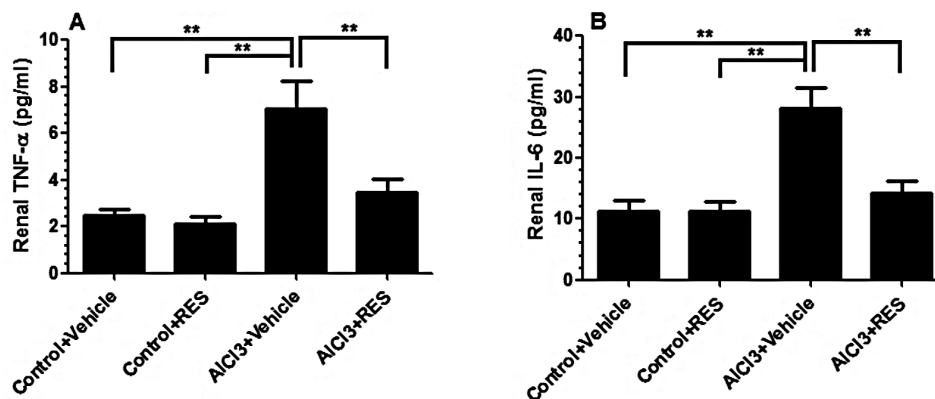 A
Renal TNF-α (pg/ml)
10
8
6
4
2
0
**
**
**
Control+Vehicle
Control+RES
AlCl3+Vehicle
AlCl3+RES
B
Renal IL-6 (pg/ml)
40
30
20
10
0
**
**
**
Control+Vehicle
Control+RES
AlCl3+Vehicle
AlCl3+RES